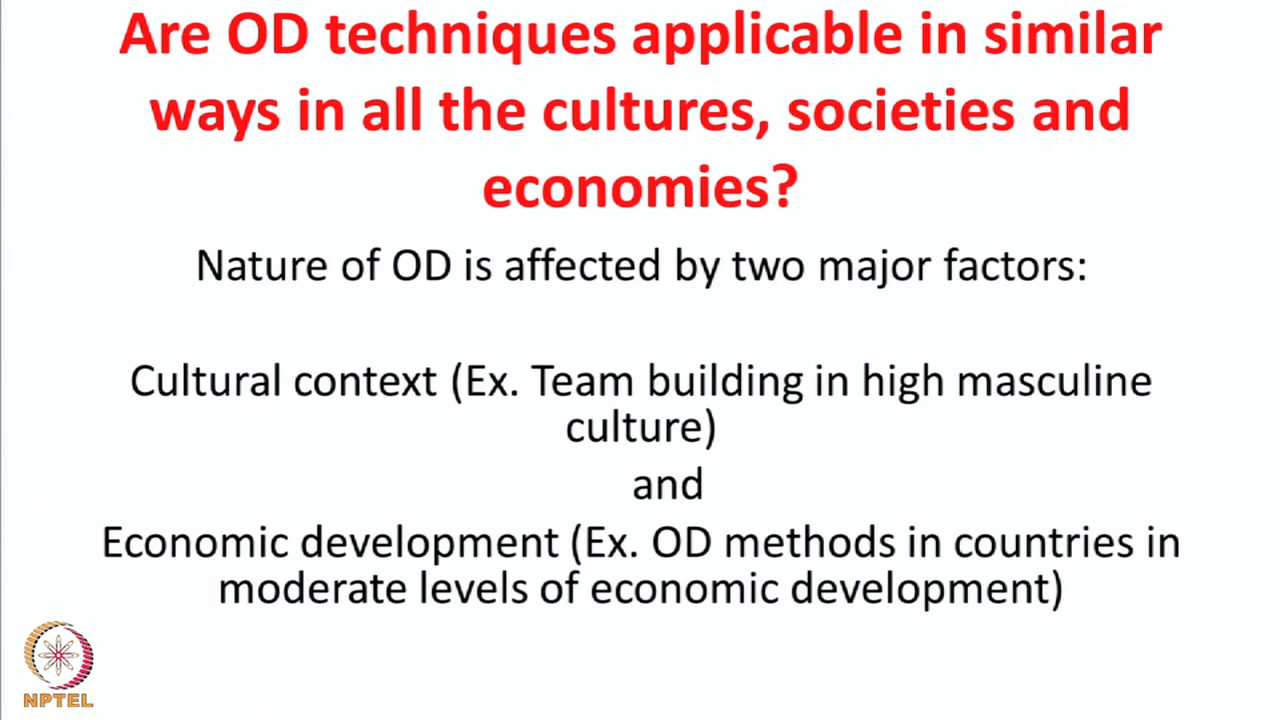 Are OD techniques applicable in similar
ways in all the cultures, societies and
economies?
Nature of OD is affected by two major factors:
Cultural context (Ex. Team building in high masculine
culture)
and
Economic development (Ex. OD methods in countries in
moderate levels of economic development)
NPTEL